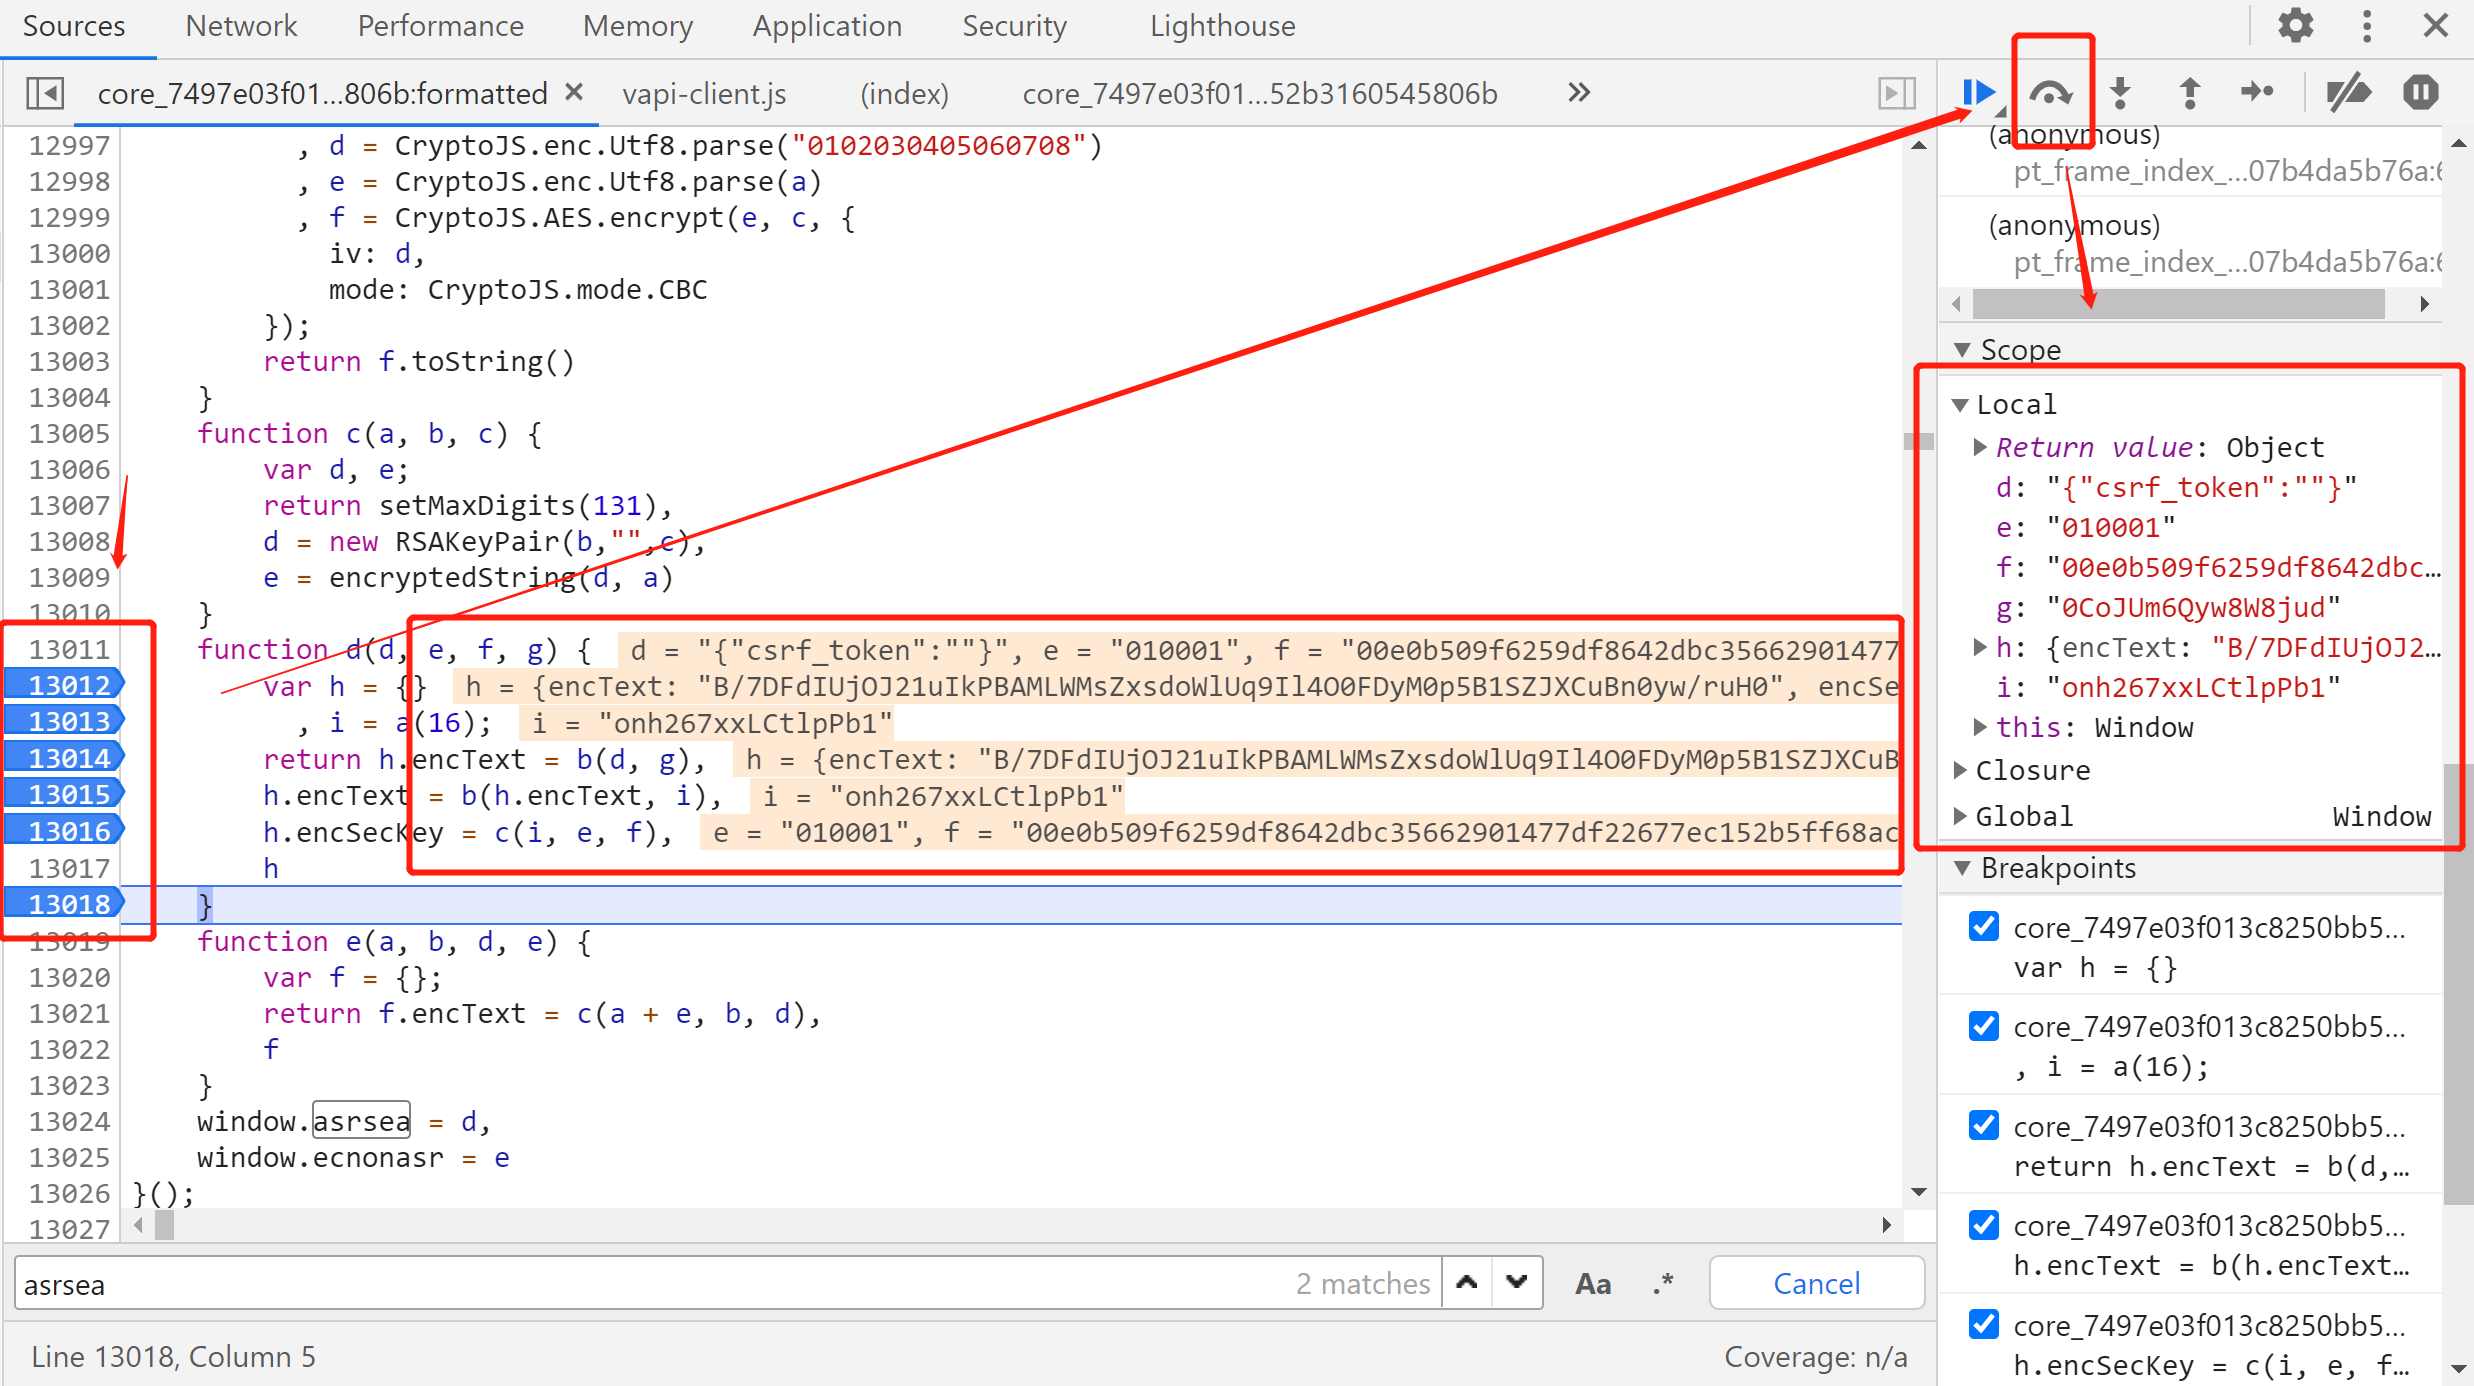 Sources Network Performance Memory Application Security Lighthouse
core_7497e03f01...806b:formatted vapi-client.js (index) core_7497e03f01...52b3160545806b
12997 , d = CryptoJS.enc.Utf8.parse("0102030405060708")
12998 , e = CryptoJS.enc.Utf8.parse(a)
12999 , f = CryptoJS.AES.encrypt(e, c, {
13000 iv: d,
13001 mode: CryptoJS.mode.CBC
13002 });
13003 return f.toString()
13004 }
13005 function c(a, b, c) {
13006 var d, e;
13007 return setMaxDigits(131),
13008 d = new RSAKeyPair(b,"",c),
13009 e = encryptedString(d, a)
13010 }
13011 function d(d, e, f, g) { d = "{"csrf_token":""}", e = "010001", f = "00e0b509f6259df8642dbc35662901477
13012 var h = {} h = {encText: "B/7DFdIUjOJ21uIkPBAMLWMsZxsdoWlUq9Il4O0FDyM0p5B1SZJXCuBn0yw/ruH0", encSe
13013 , i = a(16); i = "onh267xxLCtlpPb1"
13014 return h.encText = b(d, g), h = {encText: "B/7DFdIUjOJ21uIkPBAMLWMsZxsdoWlUq9Il4O0FDyM0p5B1SZJXCuB
13015 h.encText = b(h.encText, i), i = "onh267xxLCtlpPb1"
13016 h.encSecKey = c(i, e, f), e = "010001", f = "00e0b509f6259df8642dbc35662901477df22677ec152b5ff68ac
13017 h
13018 }
13019 function e(a, b, d, e) {
13020 var f = {};
13021 return f.encText = c(a + e, b, d),
13022 f
13023 }
13024 window.asrsea = d,
13025 window.ecnonasr = e
13026 }();
13027
asrsea 2 matches Aa .* Cancel
Line 13018, Column 5 Coverage: n/a
(anonymous)
pt_frame_index_...07b4da5b76a:6
(anonymous)
pt_frame_index_...07b4da5b76a:6
Scope
Local
Return value: Object
d: "{"csrf_token":""}"
e: "010001"
f: "00e0b509f6259df8642dbc...
g: "0CoJUm6Qyw8W8jud"
h: {encText: "B/7DFdIUjOJ2...
i: "onh267xxLCtlpPb1"
this: Window
Closure
Global Window
Breakpoints
core_7497e03f013c8250bb5...
var h = {}
core_7497e03f013c8250bb5...
, i = a(16);
core_7497e03f013c8250bb5...
return h.encText = b(d,...
core_7497e03f013c8250bb5...
h.encText = b(h.encText...
core_7497e03f013c8250bb5...
h.encSecKey = c(i, e, f...